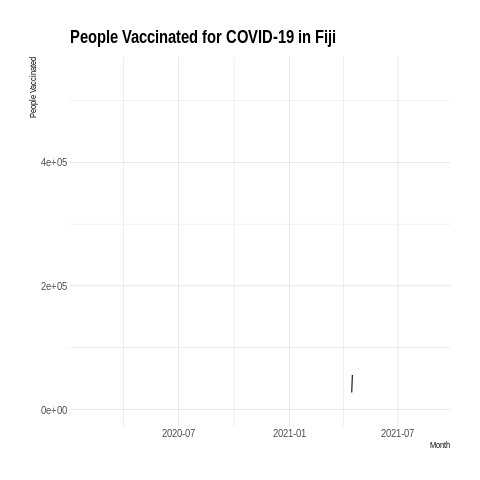 People Vaccinated for COVID-19 in Fiji
People Vaccinated
4e+05
2e+05
0e+00
2020-07 2021-01 2021-07
Month